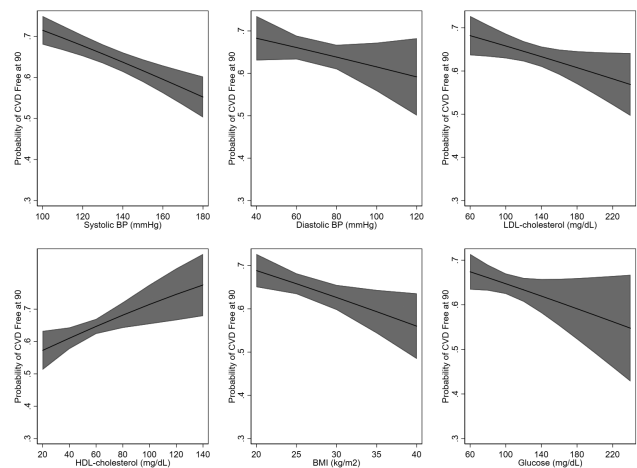 Probability of CVD Free at 90
.3 .4 .5 .6 .7
100 120 140 160 180
Systolic BP (mmHg)
Probability of CVD Free at 90
.3 .4 .5 .6 .7
40 60 80 100 120
Diastolic BP (mmHg)
Probability of CVD Free at 90
.3 .4 .5 .6 .7
60 100 140 180 220
LDL-cholesterol (mg/dL)
Probability of CVD Free at 90
.3 .4 .5 .6 .7
20 40 60 80 100 120 140
HDL-cholesterol (mg/dL)
Probability of CVD Free at 90
.3 .4 .5 .6 .7
20 25 30 35 40
BMI (kg/m2)
Probability of CVD Free at 90
.3 .4 .5 .6 .7
60 100 140 180 220
Glucose (mg/dL)